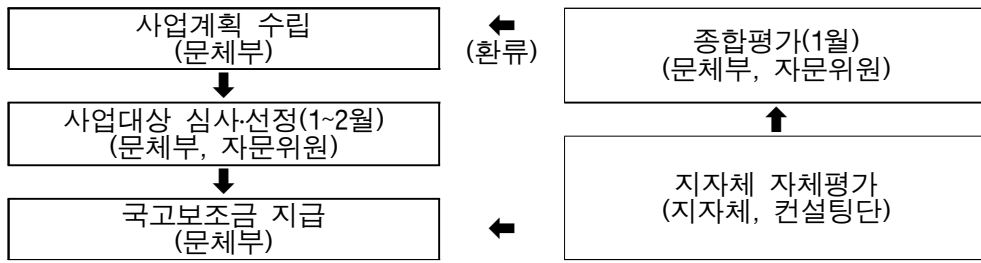 사업계획 수립
(문체부)
(환류)
종합평가(1월)
(문체부, 자문위원)
사업대상 심사·선정(1~2월)
(문체부, 자문위원)
지자체 자체평가
(지자체, 컨설팅단)
국고보조금 지급
(문체부)